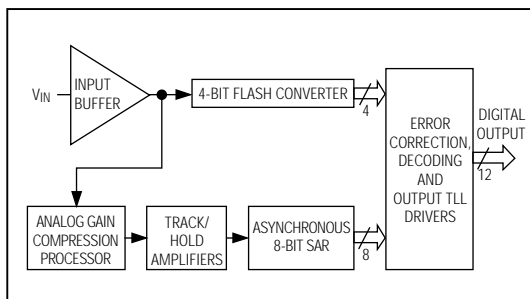 VIN
INPUT
BUFFER
4-BIT FLASH CONVERTER
4
ERROR
CORRECTION,
DECODING
AND
OUTPUT TLL
DRIVERS
DIGITAL
OUTPUT
12
ANALOG GAIN
COMPRESSION
PROCESSOR
TRACK/
HOLD
AMPLIFIERS
ASYNCHRONOUS
8-BIT SAR
8